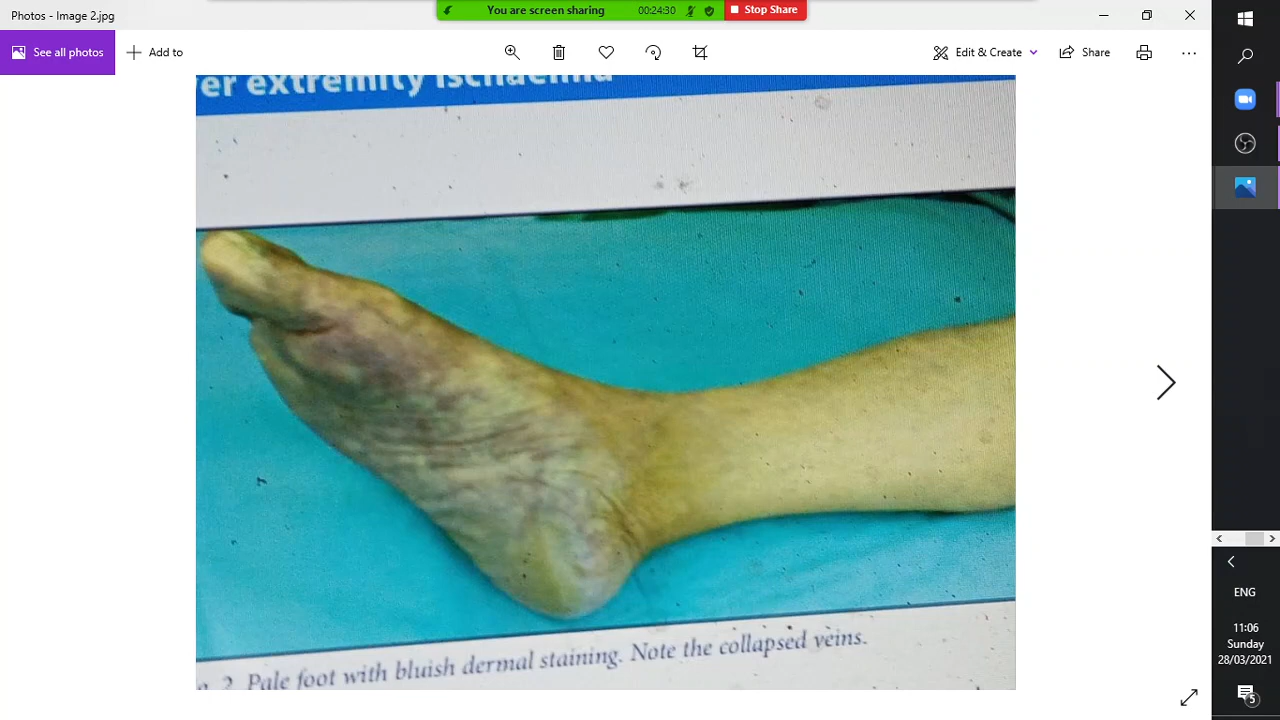 Photos - Image 2.jpg
You are screen sharing
00:24:30
Stop Share
See all photos
Add to
Edit & Create
Share
er extremity ischaemia
2 Pale foot with bluish dermal staining. Note the collapsed veins.
ENG
11:06
Sunday
28/03/2021
5